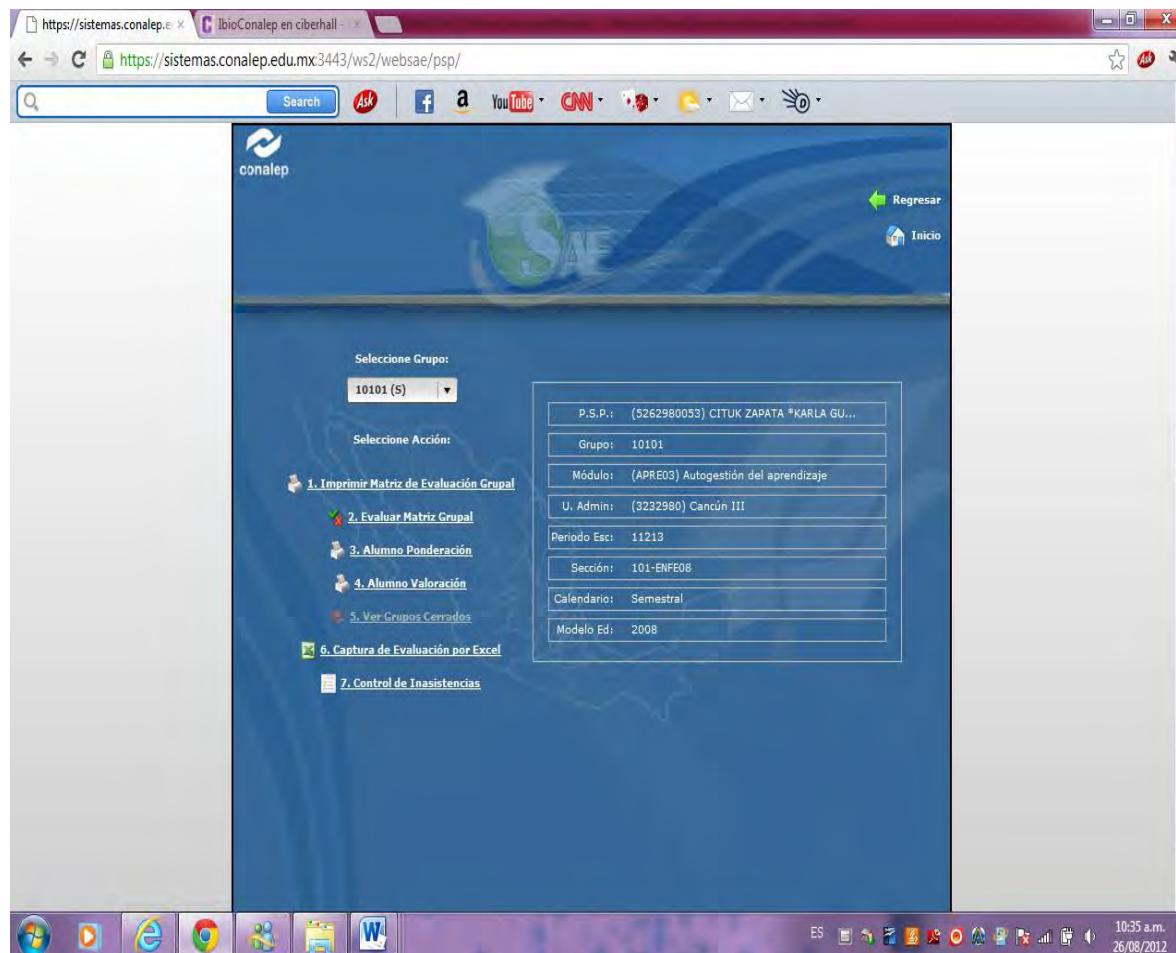 https://sistemas.conalep.e
IbioConalep en ciberhall -
https://sistemas.conalep.edu.mx:3443/ws2/websae/psp/
Ask
Search
Ask
f
a
YouTube
CNN
conalep
SAE
Regresar
Inicio
Seleccione Grupo:
10101 (S)
Seleccione Acción:
1. Imprimir Matriz de Evaluación Grupal
2. Evaluar Matriz Grupal
3. Alumno Ponderación
4. Alumno Valoración
5. Ver Grupos Cerrados
6. Captura de Evaluación por Excel
7. Control de Inasistencias
P.S.P.: (5262980053) CITUK ZAPATA *KARLA GU...
Grupo: 10101
Módulo: (APRE03) Autogestión del aprendizaje
U. Admin: (3232980) Cancún III
Periodo Esc: 11213
Sección: 101-ENFE08
Calendario: Semestral
Modelo Ed: 2008
ES
10:35 a.m.
26/08/2012